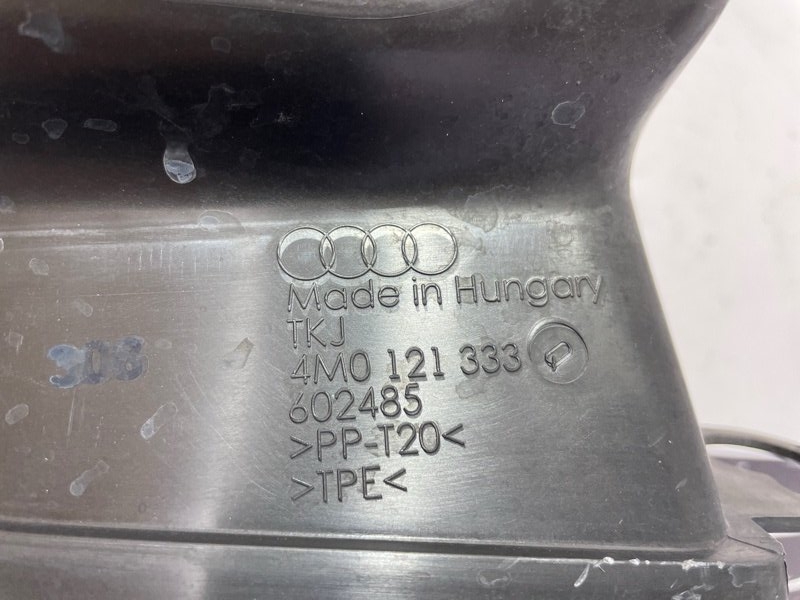 Made in Hungary
TKJ
4M0 121 333
602485
>PP-T20<
>TPE<